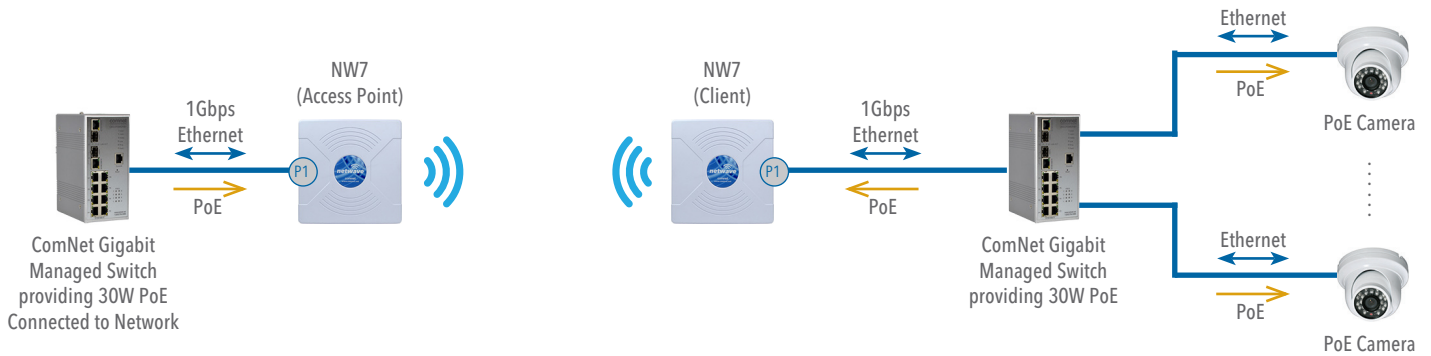 NW7
(Access Point)
1Gbps
Ethernet
P1
netwave
PoE
ComNet Gigabit
Managed Switch
providing 30W PoE
Connected to Network
NW7
(Client)
netwave
P1
1Gbps
Ethernet
PoE
ComNet Gigabit
Managed Switch
providing 30W PoE
Ethernet
PoE
PoE Camera
Ethernet
PoE
PoE Camera